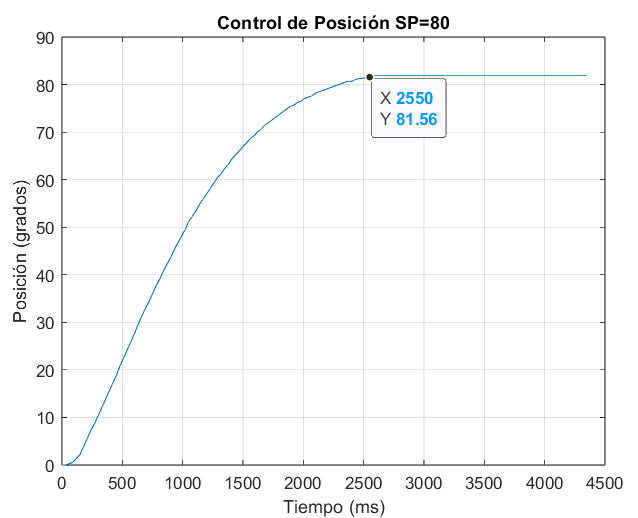 Control de Posición SP=80
90
80
70
60
50
40
30
20
10
0
Posición (grados)
X 2550
Y 81.56
0 500 1000 1500 2000 2500 3000 3500 4000 4500
Tiempo (ms)